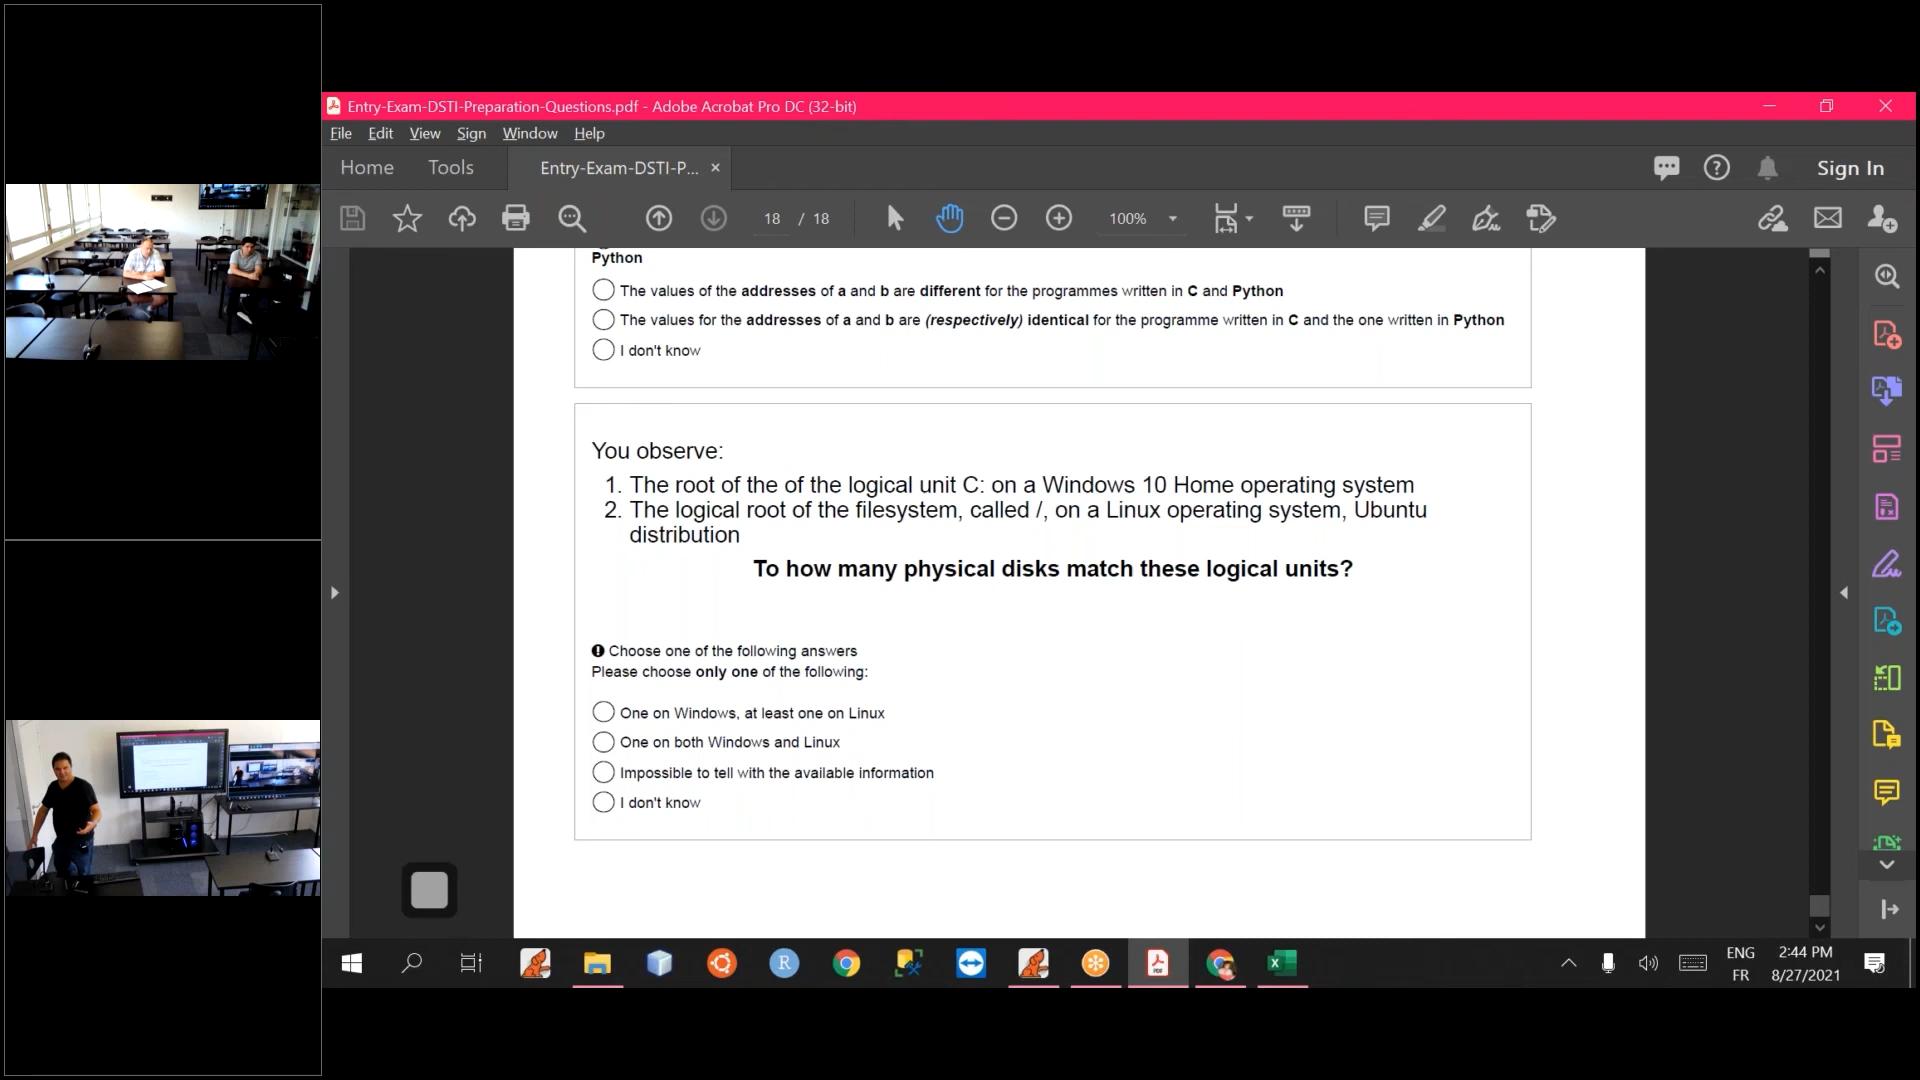 Entry-Exam-DSTI-Preparation-Questions.pdf - Adobe Acrobat Pro DC (32-bit)
File Edit View Sign Window Help
Home Tools Entry-Exam-DSTI-P... × Sign In
18 / 18 100%
Python
The values of the addresses of a and b are different for the programmes written in C and Python
The values for the addresses of a and b are (respectively) identical for the programme written in C and the one written in Python
I don't know
You observe:
1. The root of the of the logical unit C: on a Windows 10 Home operating system
2. The logical root of the filesystem, called /, on a Linux operating system, Ubuntu
distribution
To how many physical disks match these logical units?
Choose one of the following answers
Please choose only one of the following:
One on Windows, at least one on Linux
One on both Windows and Linux
Impossible to tell with the available information
I don't know
ENG 2:44 PM
FR 8/27/2021